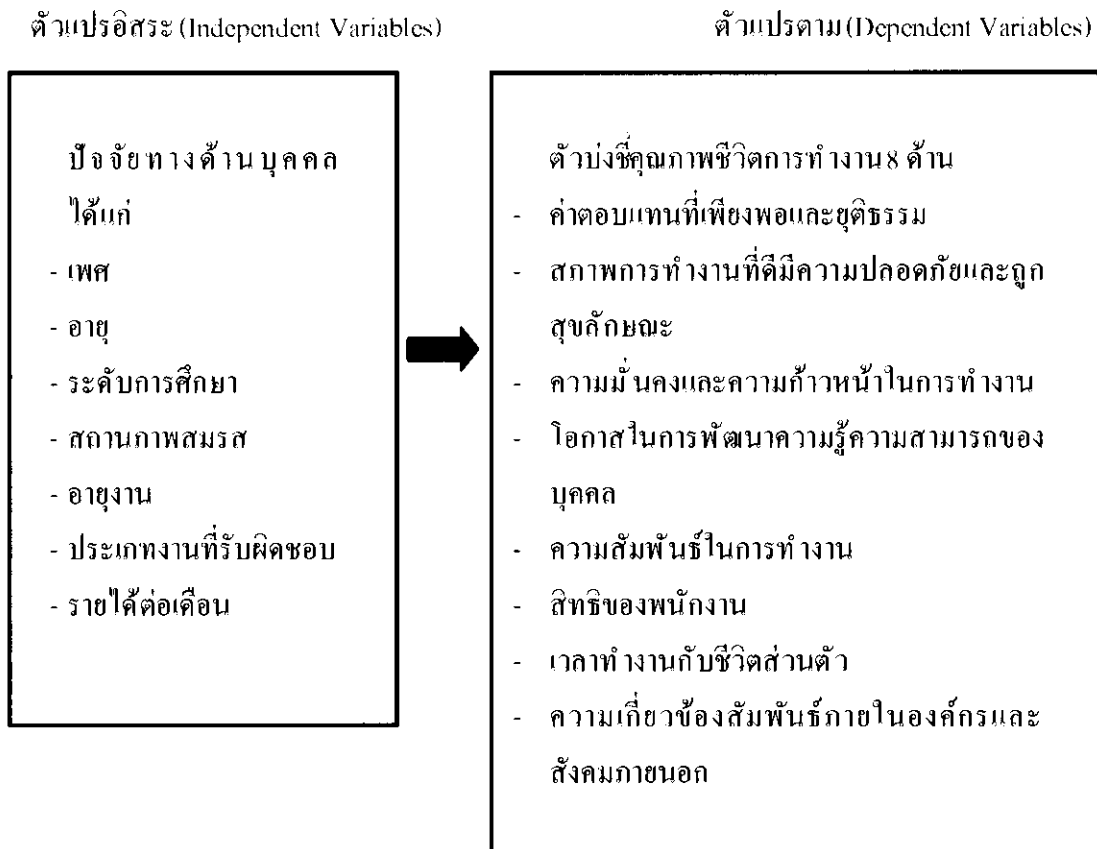 ตัวแปรอิสระ (Independent Variables)
ตัวแปรตาม (Dependent Variables)
ปัจจัยทางด้านบุคคล
ได้แก่
- เพศ
- อายุ
- ระดับการศึกษา
- สถานภาพสมรส
- อายุงาน
- ประเภทงานที่รับผิดชอบ
- รายได้ต่อเดือน
ตัวบ่งชี้คุณภาพชีวิตการทำงาน 8 ด้าน
- ค่าตอบแทนที่เพียงพอและยุติธรรม
- สภาพการทำงานที่ดีมีความปลอดภัยและถูก
สุขลักษณะ
- ความมั่นคงและความก้าวหน้าในการทำงาน
- โอกาสในการพัฒนาความรู้ความสามารถของ
บุคคล
- ความสัมพันธ์ในการทำงาน
- สิทธิของพนักงาน
- เวลาทำงานกับชีวิตส่วนตัว
- ความเกี่ยวข้องสัมพันธ์ภายในองค์กรและ
สังคมภายนอก